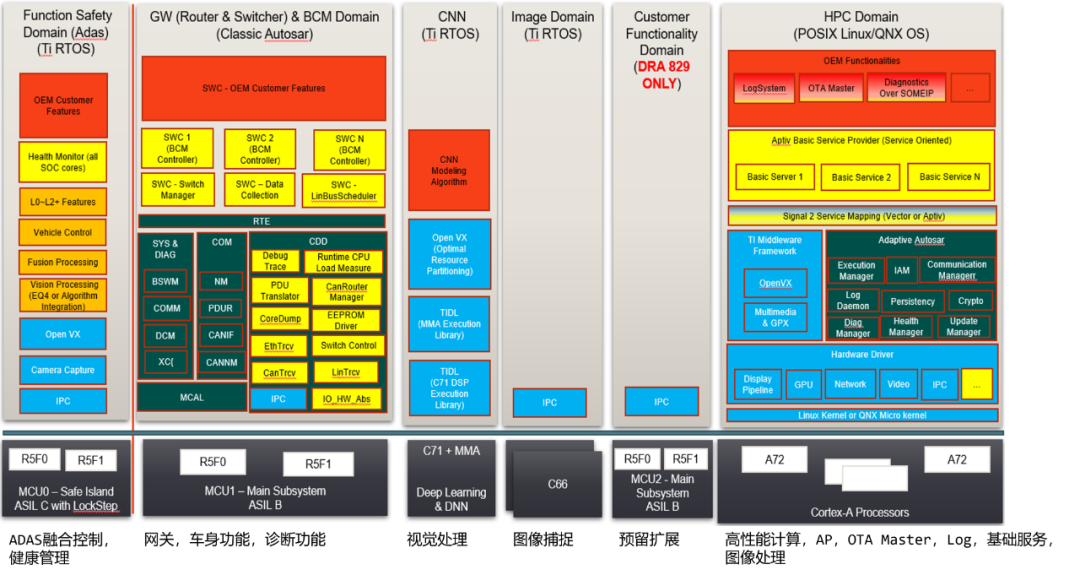 Function Safety
Domain (Adas)
(Ti RTOS)
OEM Customer
Features
Health Monitor (all
SOC cores)
L0~L2+ Features
Vehicle Control
Fusion Processing
Vision Processing
(EQ4 or Algorithm
Integration)
Open VX
Camera Capture
IPC
GW (Router & Switcher) & BCM Domain
(Classic Autosar)
SWC - OEM Customer Features
SWC 1
(BCM
Controller)
SWC 2
(BCM
Controller)
SWC N
(BCM
Controller)
SWC - Switch
Manager
SWC – Data
Collection
SWC -
LinBusScheduler
RTE
SYS &
DIAG
BSWM
COMM
DCM
XC[
COM
NM
PDUR
CANIF
CANNM
MCAL
CDD
Debug
Trace
Runtime CPU
Load Measure
PDU
Translator
CanRouter
Manager
CoreDump
EEPROM
Driver
EthTrcv
Switch Control
CanTrcv
LinTrcv
IPC
IO_HW_Abs
CNN
(Ti RTOS)
CNN
Modeling
Algorithm
Open VX
(Optimal
Resource
Partitioning)
TIDL
(MMA Execution
Library)
TIDL
(C71 DSP
Execution
Library)
Image Domain
(Ti RTOS)
IPC
Customer
Functionality
Domain
(DRA 829
ONLY)
IPC
HPC Domain
(POSIX Linux/QNX OS)
OEM Functionalities
LogSystem
OTA Master
Diagnostics
Over SOMEIP
...
Aptiv Basic Service Provider (Service Oriented)
Basic Server 1
Basic Service 2
Basic Service N
Signal 2 Service Mapping (Vector or Aptiv)
TI Middleware
Framework
OpenVX
Multimedia
& GPX
Adaptive Autosar
Execution
Manager
IAM
Communication
Managerr
Log
Daemon
Persistency
Crypto
Diag
Manager
Health
Manager
Update
Manager
Hardware Driver
Display
Pipeline
GPU
Network
Video
IPC
...
Linux Kernel or QNX Micro kernel
R5F0
R5F1
MCU0 – Safe Island
ASIL C with LockStep
R5F0
R5F1
MCU1 – Main Subsystem
ASIL B
C71 + MMA
Deep Learning
& DNN
C66
R5F0
R5F1
MCU2 - Main
Subsystem
ASIL B
A72
A72
Cortex-A Processors
ADAS融合控制，
健康管理
网关，车身功能，诊断功能
视觉处理
图像捕捉
预留扩展
高性能计算，AP，OTA Master，Log，基础服务，
图像处理